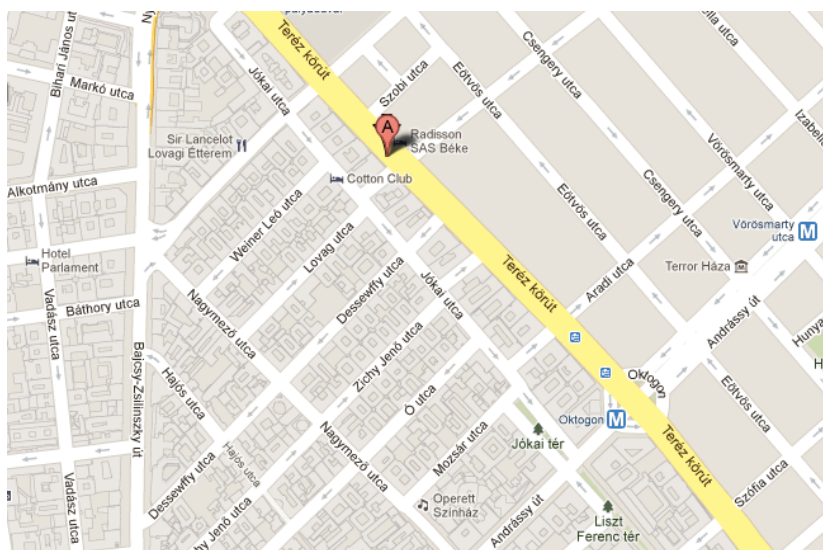 pályaudvar
Teréz körút
Bihari János ut
Markó utca
Jókai utca
Szobi utca
Eötvös utca
Csengery utca
Izabella
Sir Lancelot
Lovagi Étterem
A
Radisson
SAS Béke
Cotton Club
Alkotmány utca
Weiner Leó utca
Lovag utca
Eötvös utca
Csengery utca
Vörösmarty utca
Vörösmarty
utca
M
Hotel
Parlament
Terror Háza
Vadász utca
Báthory utca
Nagymező utca
Dessewffy utca
Jókai utca
Teréz körút
Aradi utca
Andrássy út
Bajcsy-Zsilinszky út
Hajós utca
Zichy Jenő utca
Ó utca
Oktogon
Oktogon
M
Eötvös utca
Hajós utca
Nagymező utca
Mozsár utca
Jókai tér
Teréz körút
Vadász utca
Dessewffy utca
Operett
Színház
Andrássy út
Szófia utca
Zichy Jenő utca
Liszt
Ferenc tér